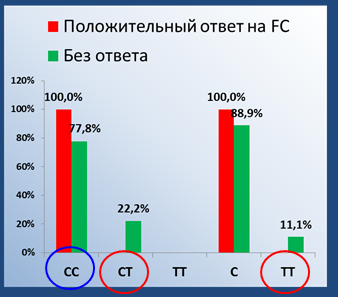 Положительный ответ на FC
Без ответа
120%
100%
80%
60%
40%
20%
0%
100,0%
77,8%
22,2%
100,0%
88,9%
11,1%
CC
CT
TT
C
TT